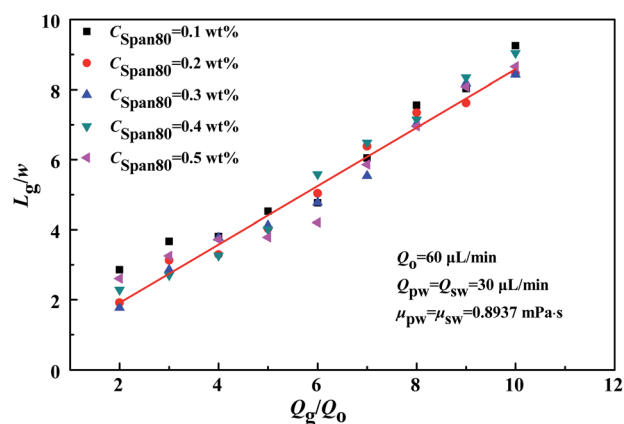 10
8
6
4
2
0
L_g/w
C_Span80=0.1 wt%
C_Span80=0.2 wt%
C_Span80=0.3 wt%
C_Span80=0.4 wt%
C_Span80=0.5 wt%
Q_o=60 μL/min
Q_pw=Q_sw=30 μL/min
μ_pw=μ_sw=0.8937 mPa·s
2 4 6 8 10 12
Q_g/Q_o